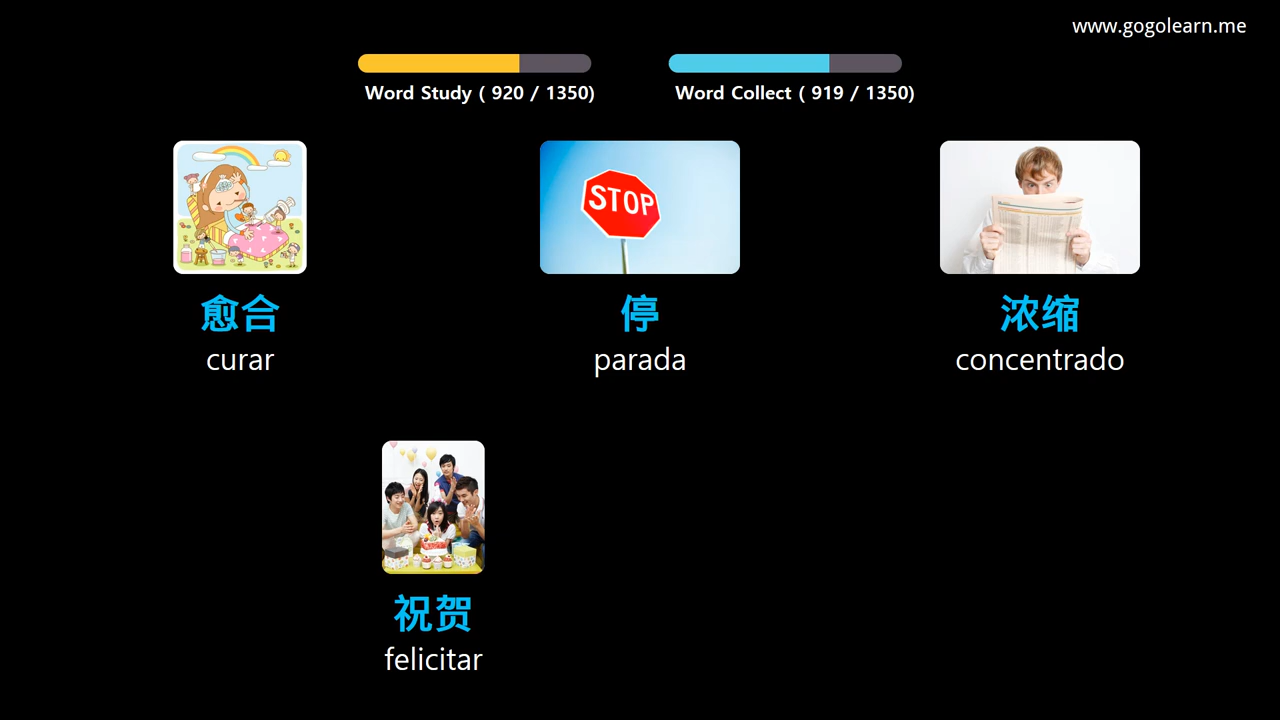 www.gogolearn.me
Word Study ( 920 / 1350)
Word Collect ( 919 / 1350)
STOP
愈合
curar
停
parada
浓缩
concentrado
祝贺
felicitar